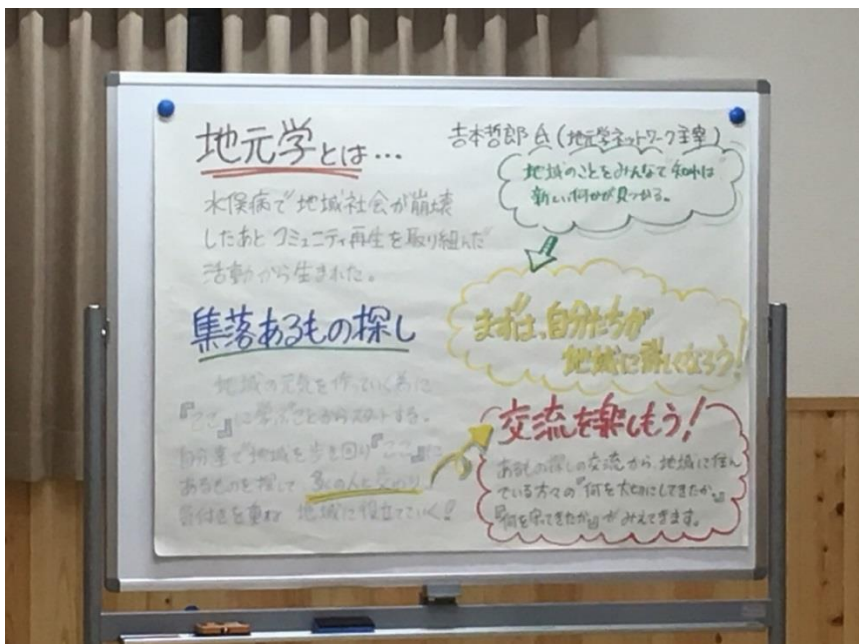 地元学とは…
水俣病で地域社会が崩壊
したあとコミュニティ再生を取り組んだ
活動から生まれた。
集落あるもの探し
地域の元気を作っていく為に
『ここ』に学ぶことからスタートする。
自分達で地域を歩き回り『ここ』に
あるものを探して 多くの人と交わり
気付きを重ね 地域に役立てていく!
吉本哲郎氏(地元学ネットワーク主宰)
地域のことをみんなで知れば
新しい何かが見つかる。
まずは、自分たちが
地域に詳しくなろう!
交流を楽しもう!
あるもの探しの交流から、地域に住ん
でいる方々の『何を大切にしてきたか』
『何を守ってきたか』がみえてきます。